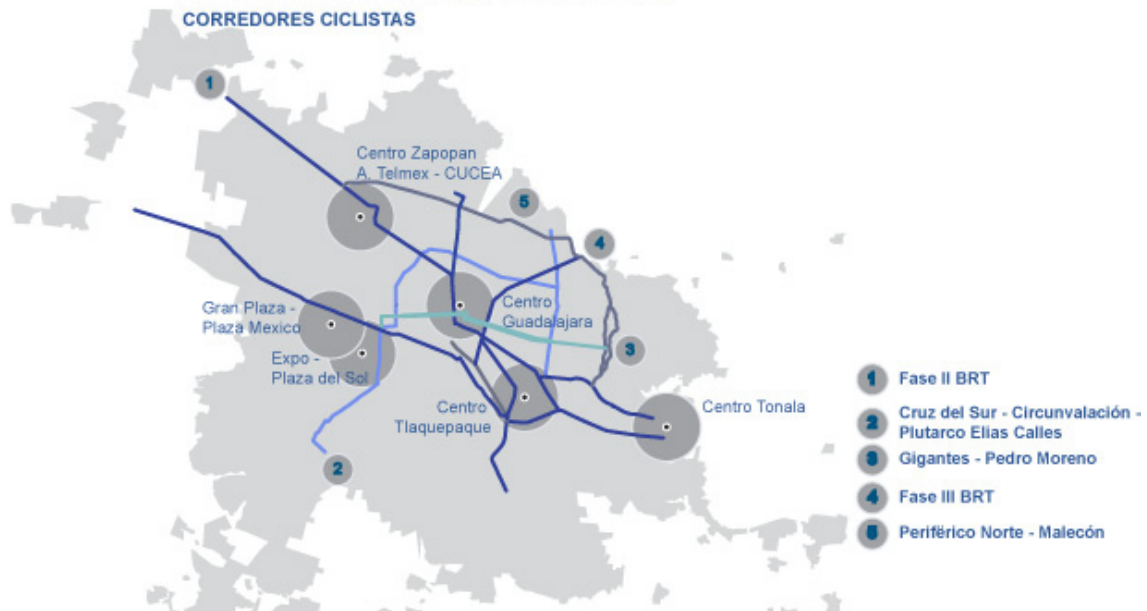 CORREDORES CICLISTAS
1
Centro Zapopan
A. Telmex - CUCEA
5
4
Gran Plaza -
Plaza Mexico
Centro
Guadalajara
Expo -
Plaza del Sol
3
Centro
Tlaquepaque
Centro Tonala
2
1 Fase II BRT
2 Cruz del Sur - Circunvalación -
Plutarco Elias Calles
3 Gigantes - Pedro Moreno
4 Fase III BRT
5 Periférico Norte - Malecón